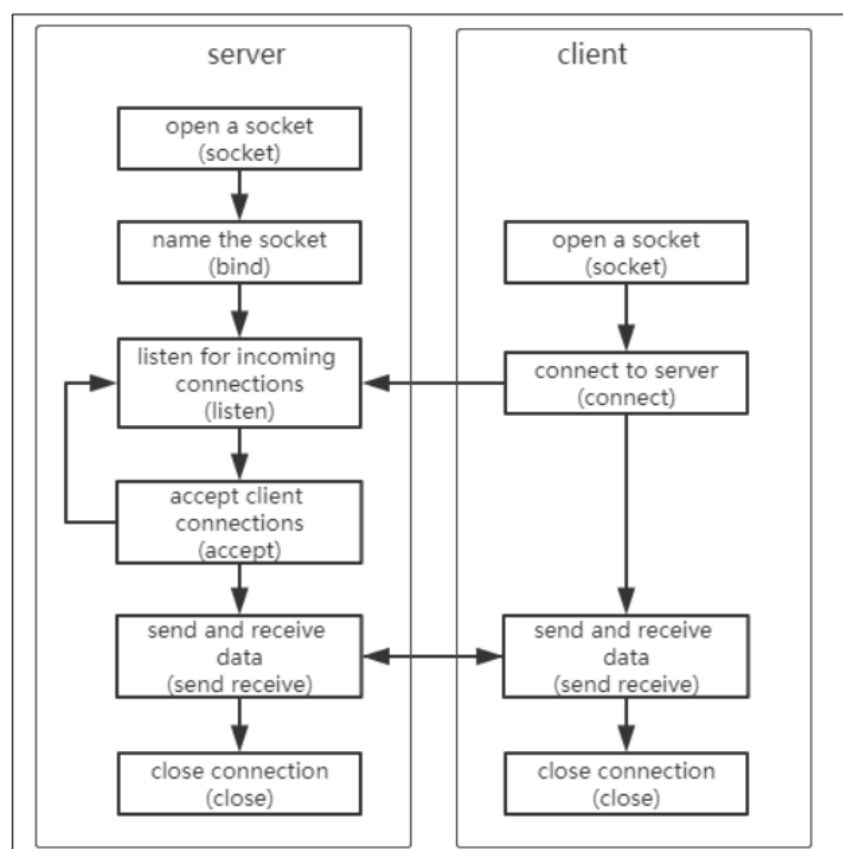 server
open a socket
(socket)
name the socket
(bind)
listen for incoming
connections
(listen)
accept client
connections
(accept)
send and receive
data
(send receive)
close connection
(close)
client
open a socket
(socket)
connect to server
(connect)
send and receive
data
(send receive)
close connection
(close)